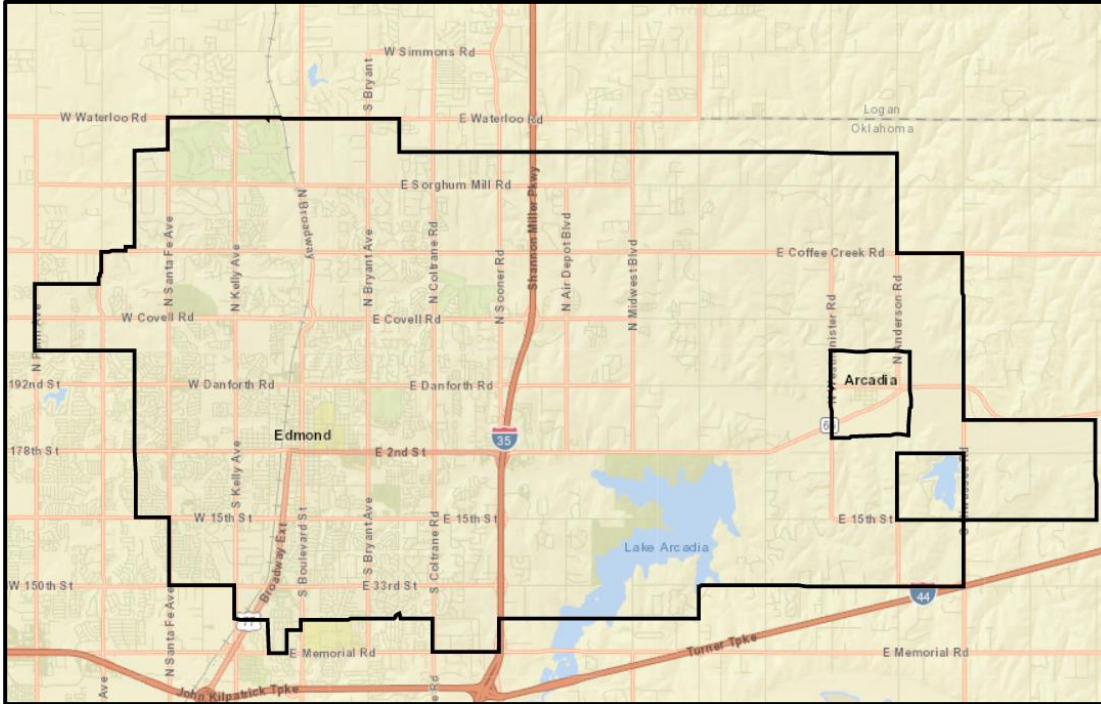 W Simmons Rd
S Bryant
W Waterloo Rd
E Waterloo Rd
Logan
Oklahoma
E Sorghum Mill Rd
N Broadway
Shannon Miller Pkwy
N Santa Fe Ave
N Kelly Ave
N Bryant Ave
N Coltrane Rd
N Sooner Rd
N Air Depot Blvd
N Midwest Blvd
E Coffee Creek Rd
N Anderson Rd
W Covell Rd
E Covell Rd
192nd St
W Danforth Rd
E Danforth Rd
Arcadia
Edmond
35
178th St
E 2nd St
S Kelly Ave
W 15th St
E 15th St
E 15th St
S Bryant Ave
S Boulevard St
Broadway Ext
S Coltrane Rd
Lake Arcadia
W 150th St
E 33rd St
44
N Santa Fe Ave
E Memorial Rd
Turner Tpke
E Memorial Rd
John Kilpatrick Tpke
Ave
Rd